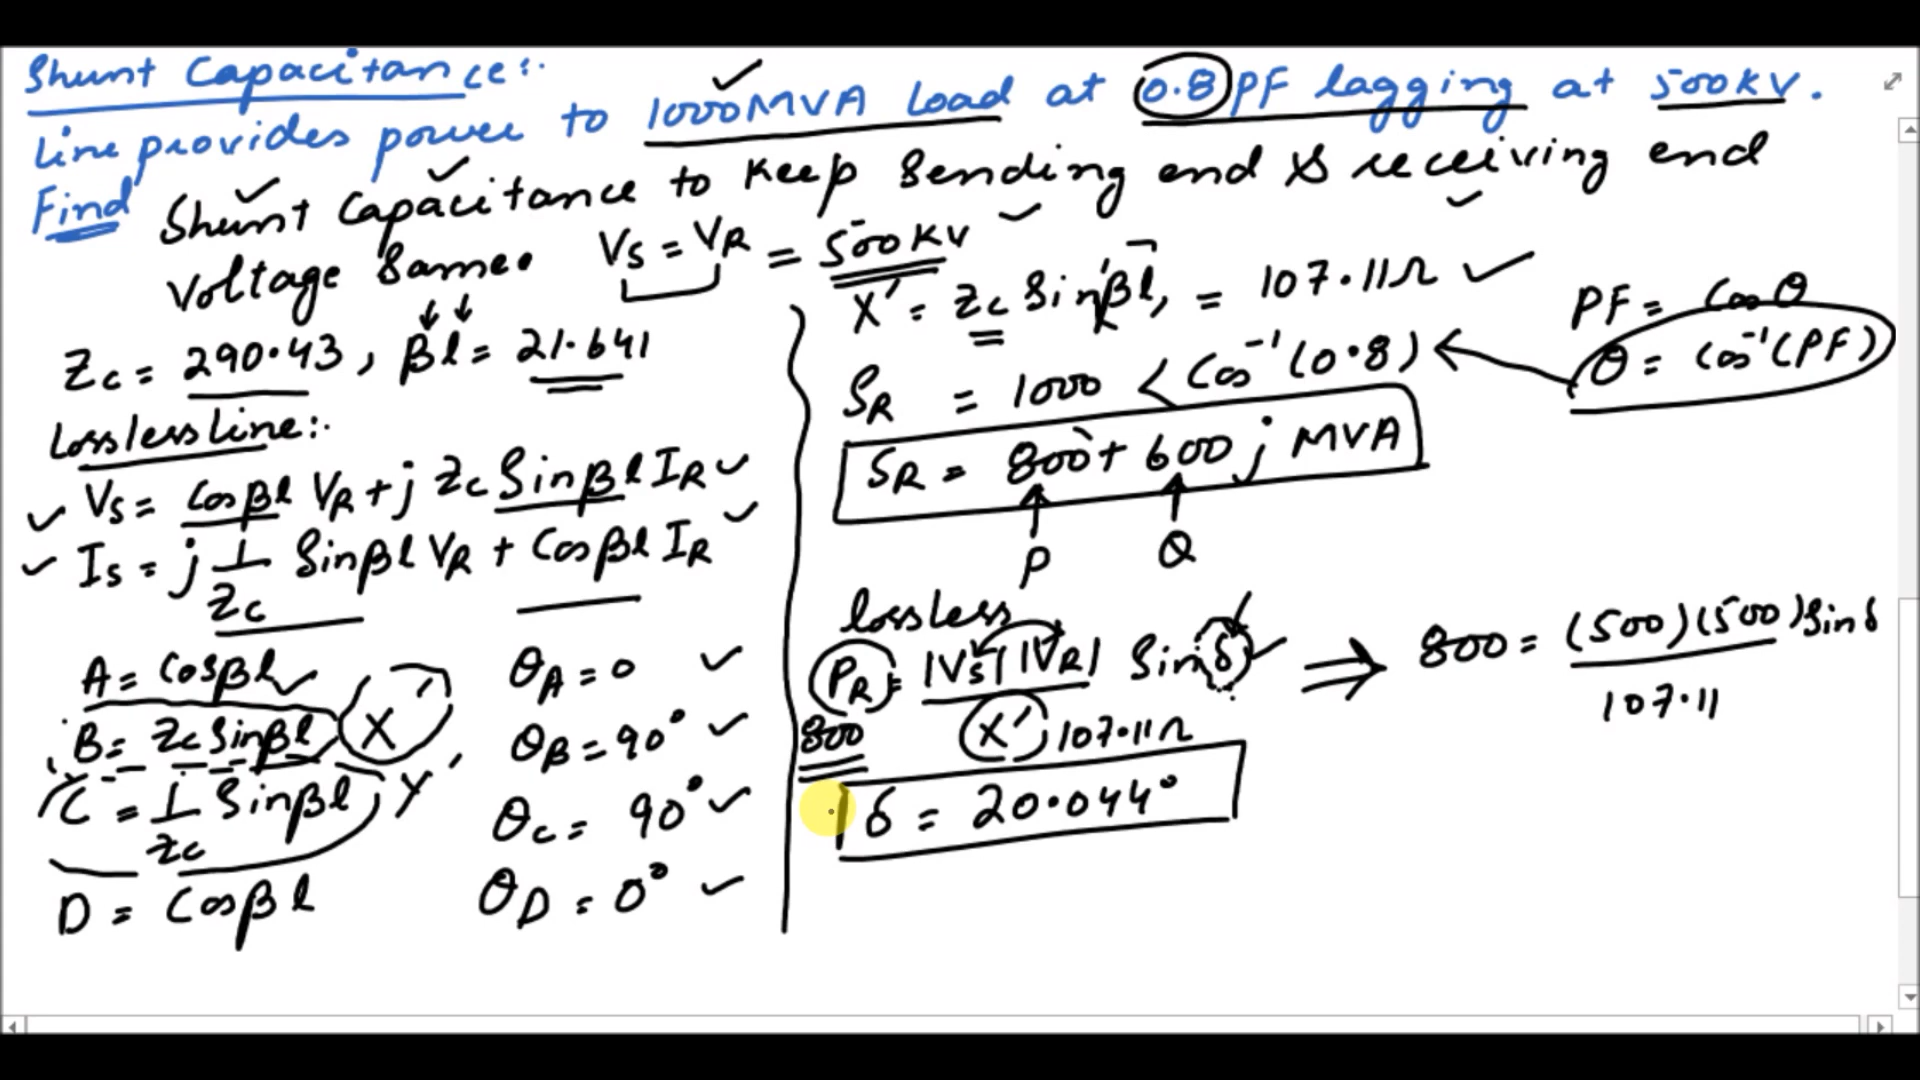 Shunt Capacitance:
Line provides power to 1000MVA Load at 0.8 PF lagging at 500kV.
Find Shunt Capacitance to keep Sending end & receiving end
Voltage Same. Vs = VR = 500kV
Zc = 290.43, βl = 21.641
Lossless Line:
Vs = Cosβl VR + j Zc Sinβl IR
Is = j 1/Zc Sinβl VR + Cosβl IR
A = Cosβl θA = 0
B = Zc Sinβl X' θB = 90°
C = 1/Zc Sinβl Y' θC = 90°
D = Cosβl θD = 0°
X' = Zc Sinβl, = 107.11Ω
PF = Cosθ
θ = Cos⁻¹(PF)
SR = 1000 < Cos⁻¹(0.8)
SR = 800 + 600j MVA
P Q
lossless
PR = |Vs| |VR| Sinδ ⇒ 800 = (500)(500)Sinδ
800 X' 107.11Ω 107.11
δ = 20.044°